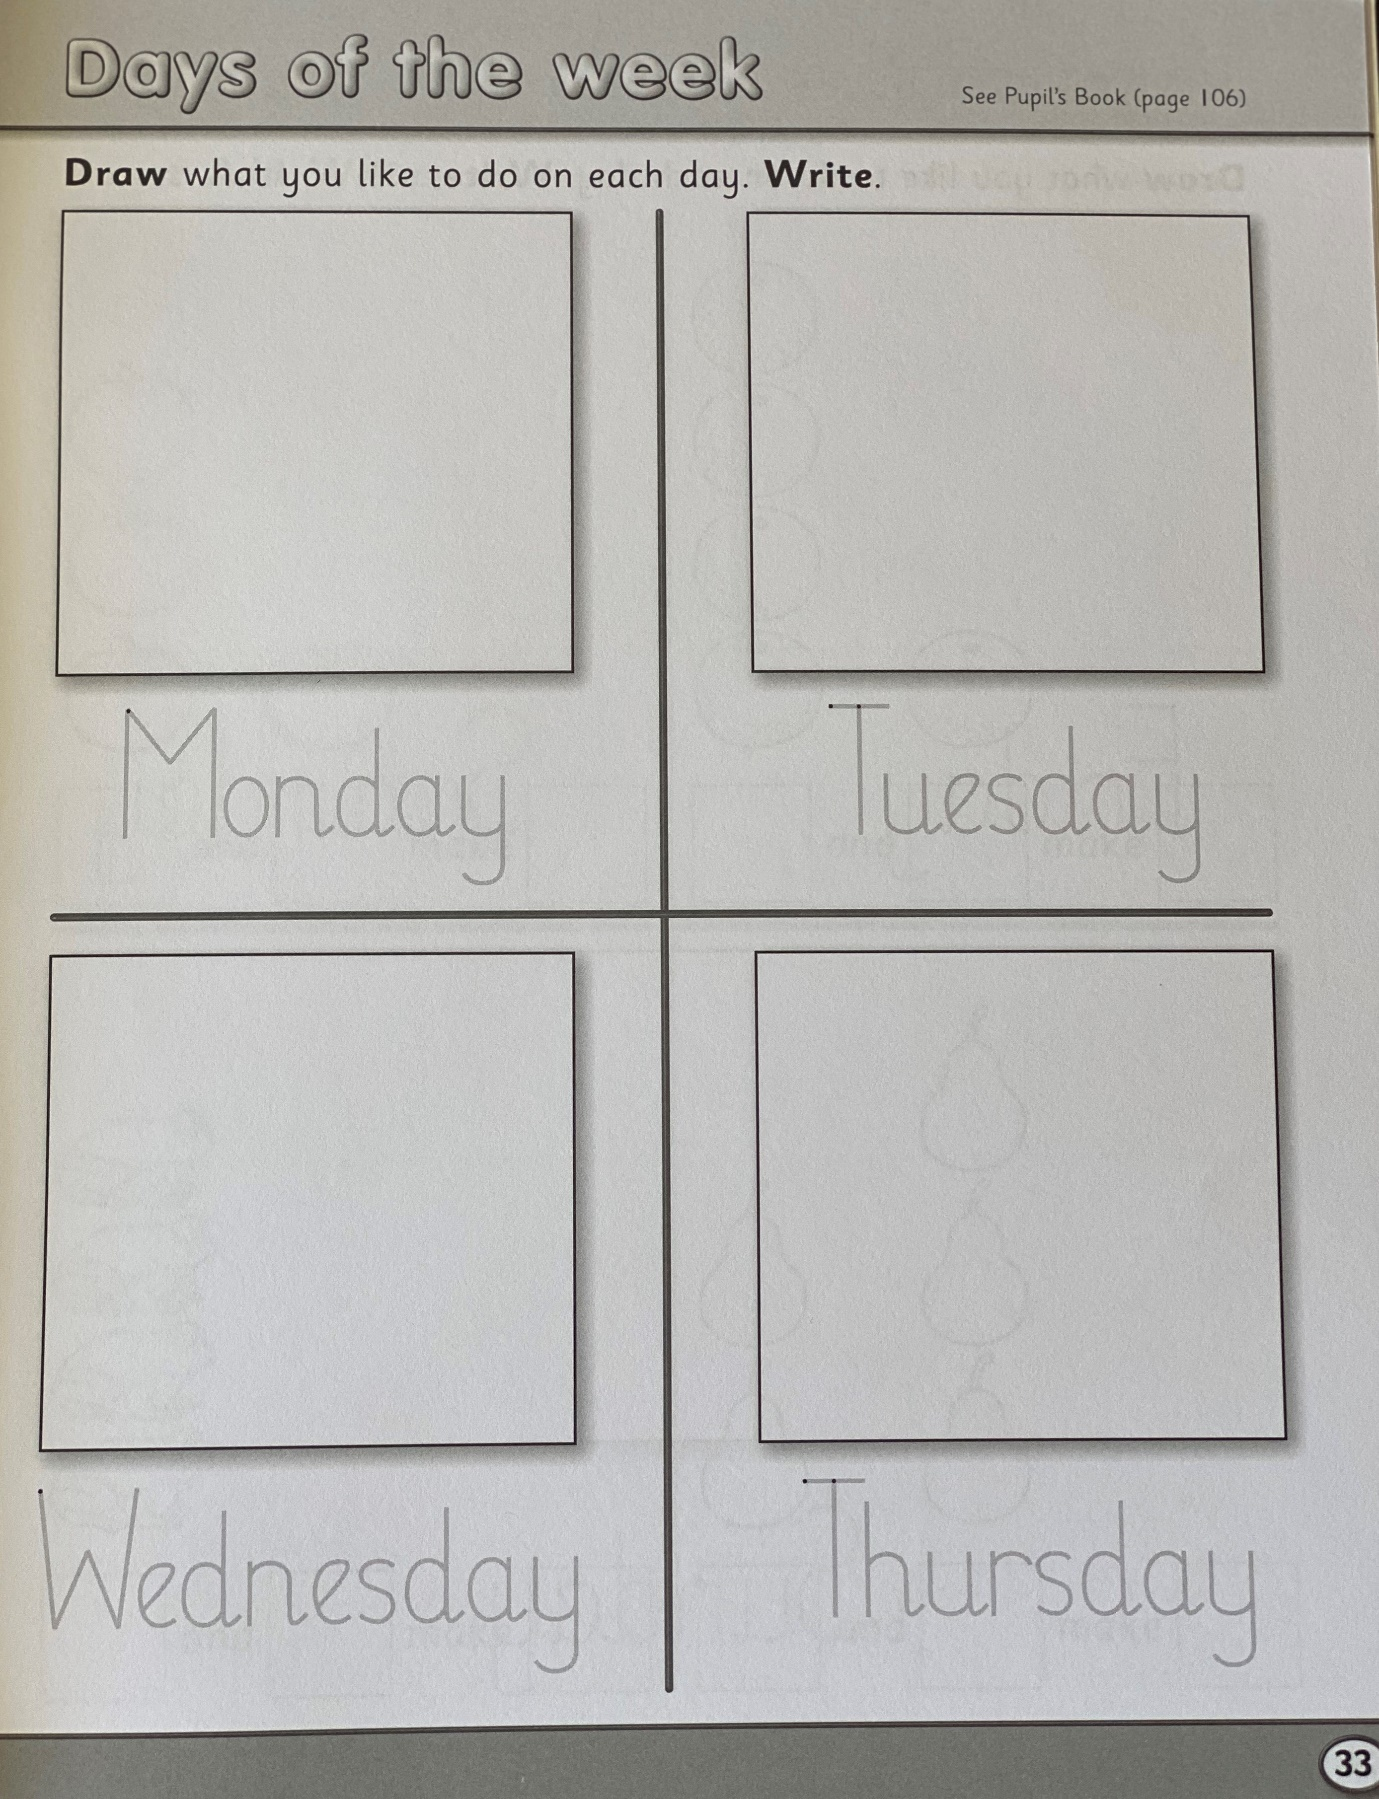 Days of the week
See Pupil's Book (page 106)
Draw what you like to do on each day. Write.
Monday
Tuesday
Wednesday
Thursday
33